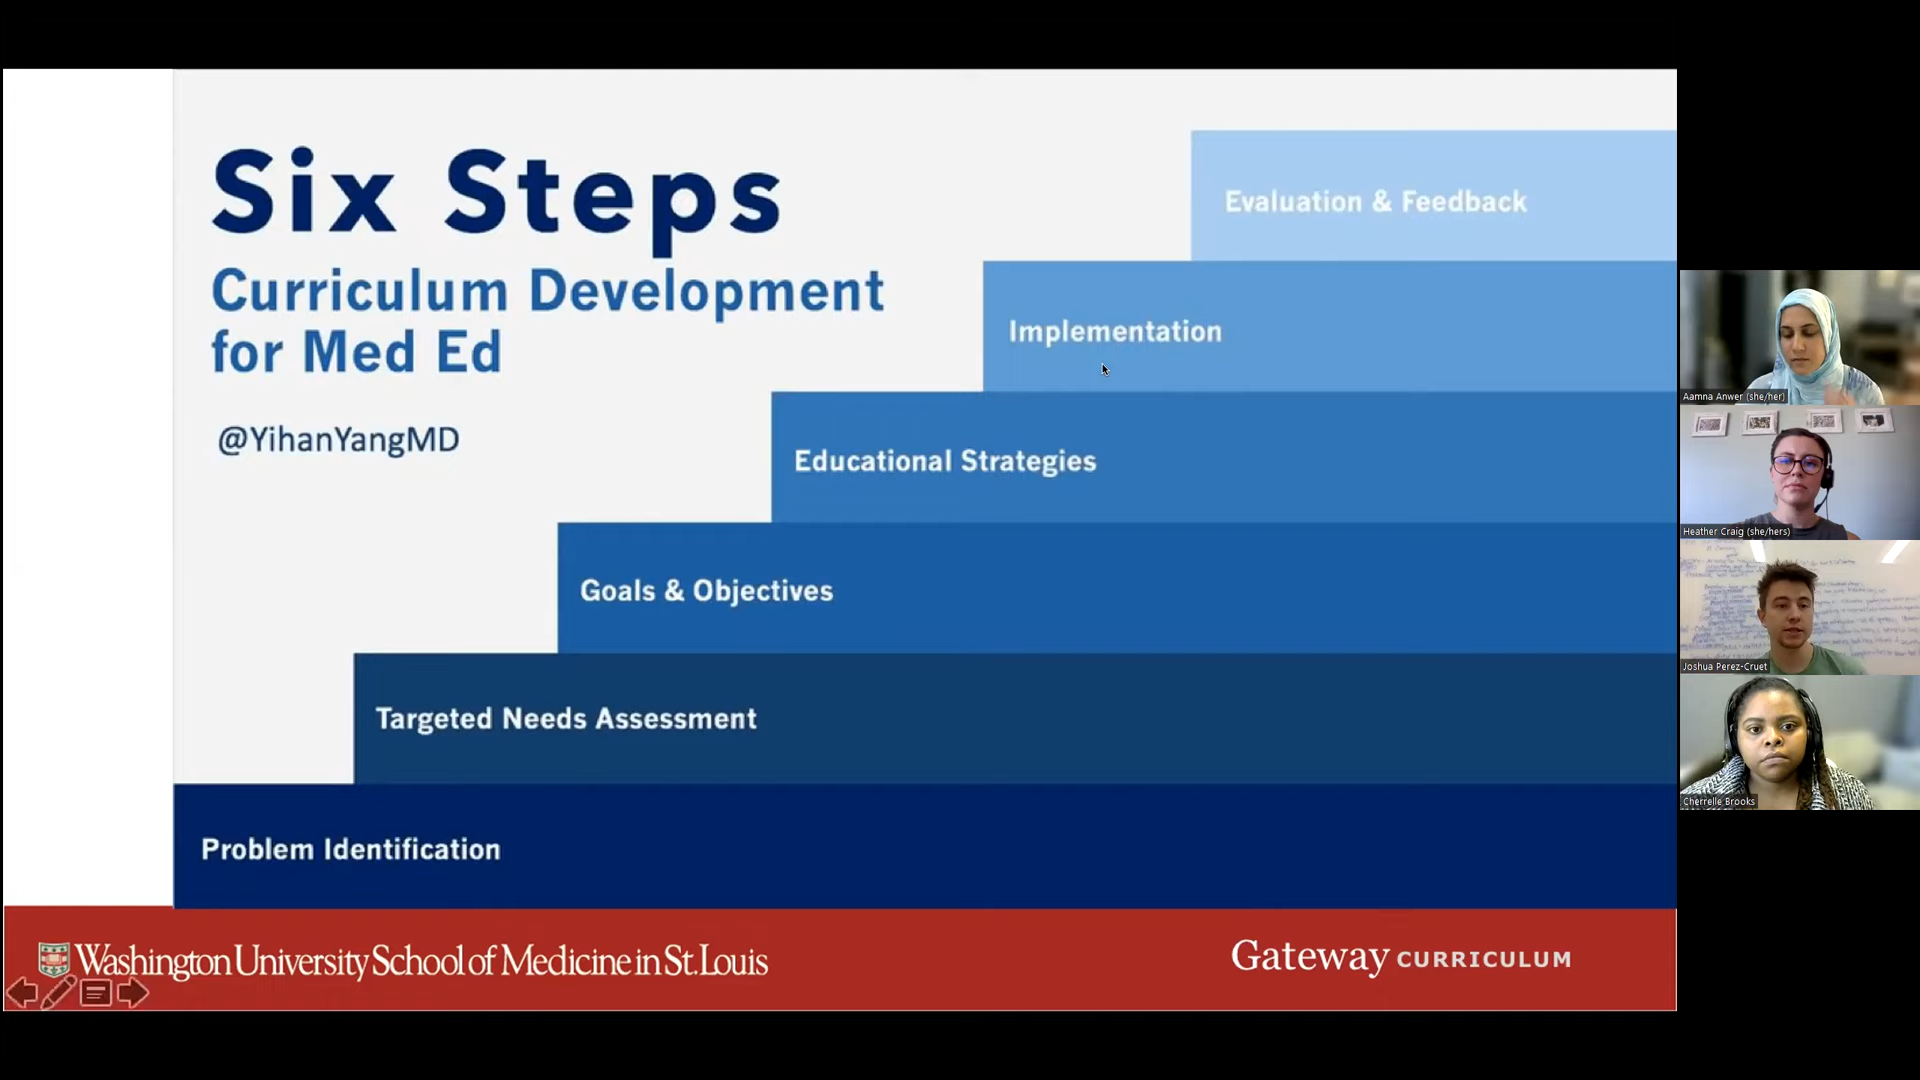 Six Steps
Curriculum Development
for Med Ed
@YihanYangMD
Evaluation & Feedback
Implementation
Educational Strategies
Goals & Objectives
Targeted Needs Assessment
Problem Identification
Washington University School of Medicine in St. Louis
Gateway CURRICULUM
Aamna Anwer (she/her)
Heather Craig (she/hers)
Joshua Perez-Cruet
Cherrelle Brooks